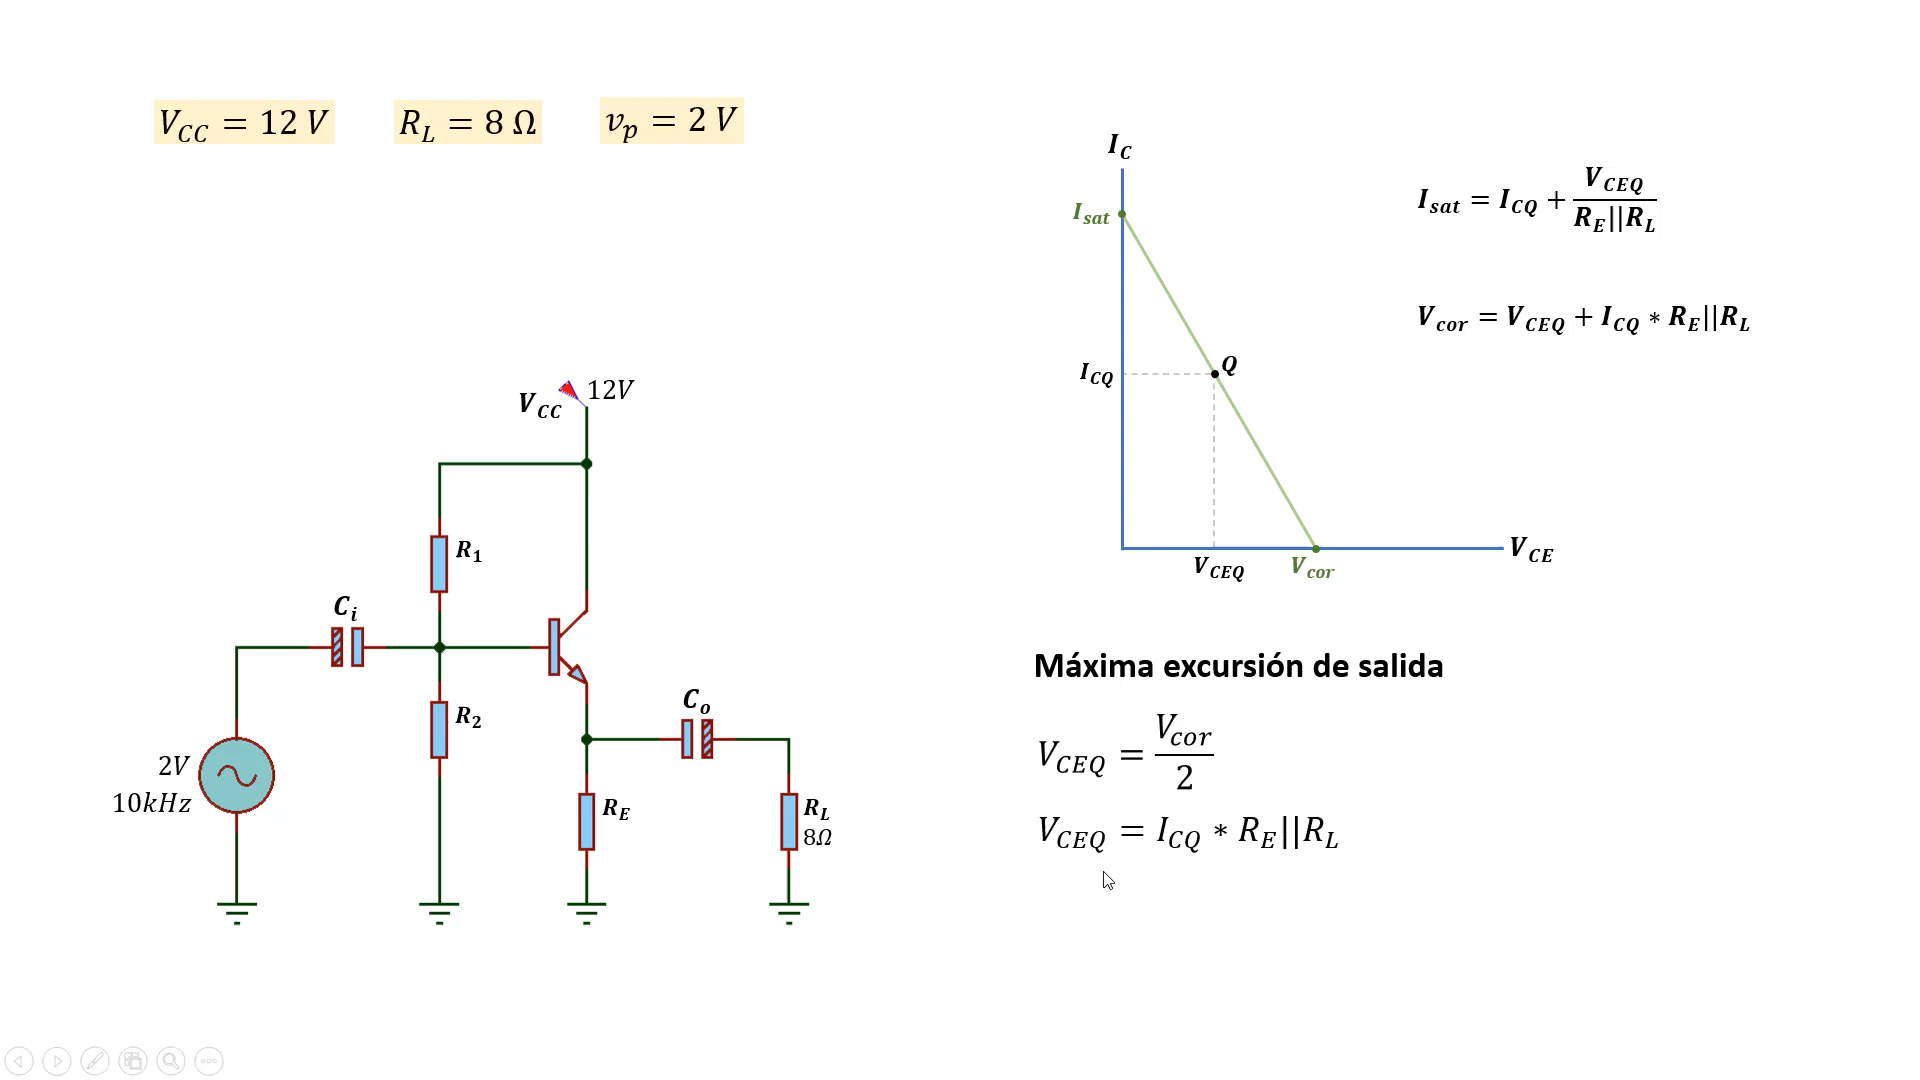 V_CC = 12 V
R_L = 8 Ω
v_p = 2 V
V_CC
12V
R_1
C_i
R_2
C_o
2V
10kHz
R_E
R_L
8Ω
I_C
I_sat
I_CQ
Q
V_CEQ
V_cor
V_CE
I_sat = I_CQ + V_CEQ / R_E||R_L
V_cor = V_CEQ + I_CQ * R_E||R_L
Máxima excursión de salida
V_CEQ = V_cor / 2
V_CEQ = I_CQ * R_E||R_L